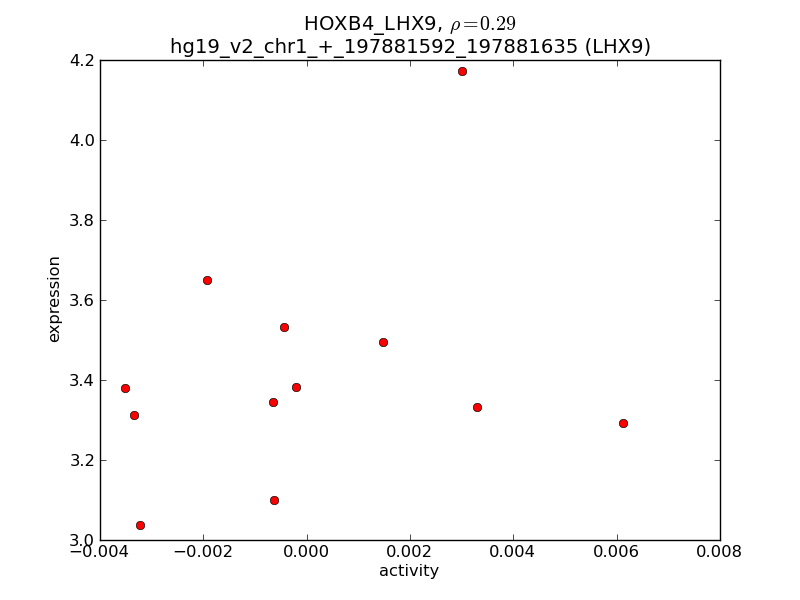 HOXB4_LHX9, ρ=0.29
hg19_v2_chr1_+_197881592_197881635 (LHX9)
4.2
4.0
3.8
3.6
3.4
3.2
3.0
expression
−0.004 −0.002 0.000 0.002 0.004 0.006 0.008
activity